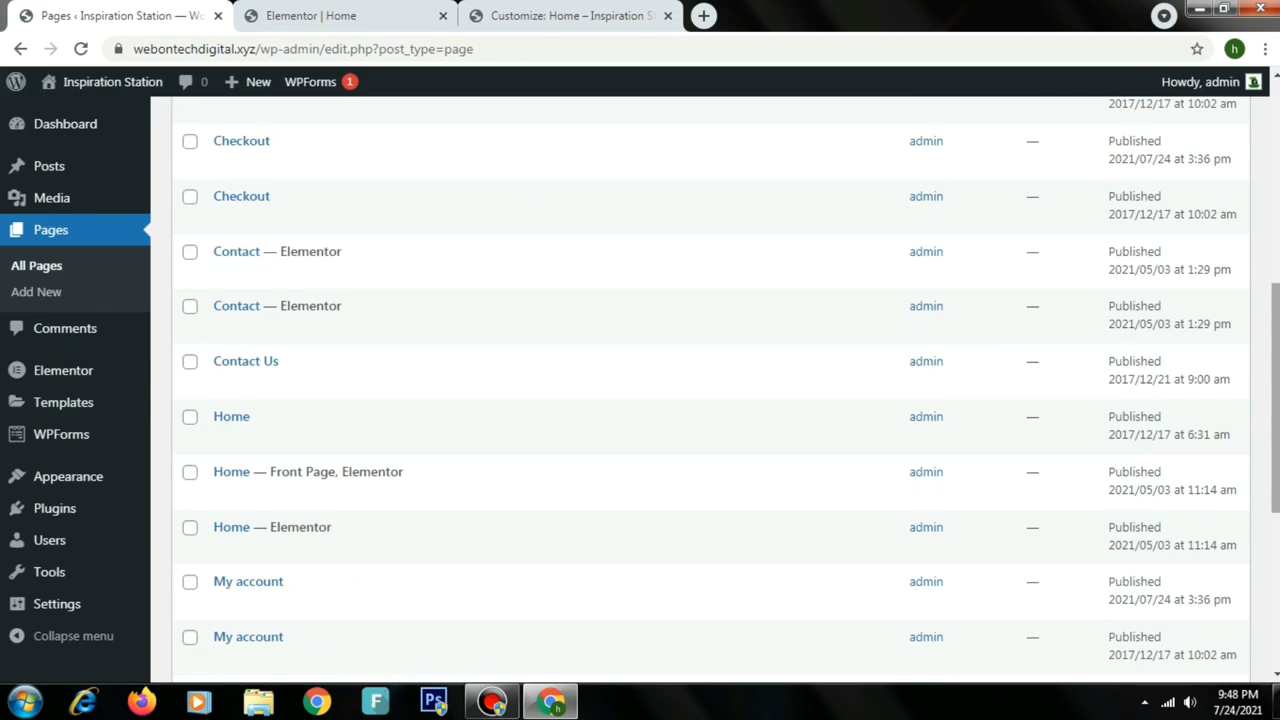 Pages ‹ Inspiration Station — Wo
Elementor | Home
Customize: Home – Inspiration S
webontechdigital.xyz/wp-admin/edit.php?post_type=page
h
Inspiration Station
0
New
WPForms 1
Howdy, admin
Dashboard
Posts
Media
Pages
All Pages
Add New
Comments
Elementor
Templates
WPForms
Appearance
Plugins
Users
Tools
Settings
Collapse menu
2017/12/17 at 10:02 am
Checkout admin — Published
2021/07/24 at 3:36 pm
Checkout admin — Published
2017/12/17 at 10:02 am
Contact — Elementor admin — Published
2021/05/03 at 1:29 pm
Contact — Elementor admin — Published
2021/05/03 at 1:29 pm
Contact Us admin — Published
2017/12/21 at 9:00 am
Home admin — Published
2017/12/17 at 6:31 am
Home — Front Page, Elementor admin — Published
2021/05/03 at 11:14 am
Home — Elementor admin — Published
2021/05/03 at 11:14 am
My account admin — Published
2021/07/24 at 3:36 pm
My account admin — Published
2017/12/17 at 10:02 am
F
Ps
h
9:48 PM
7/24/2021